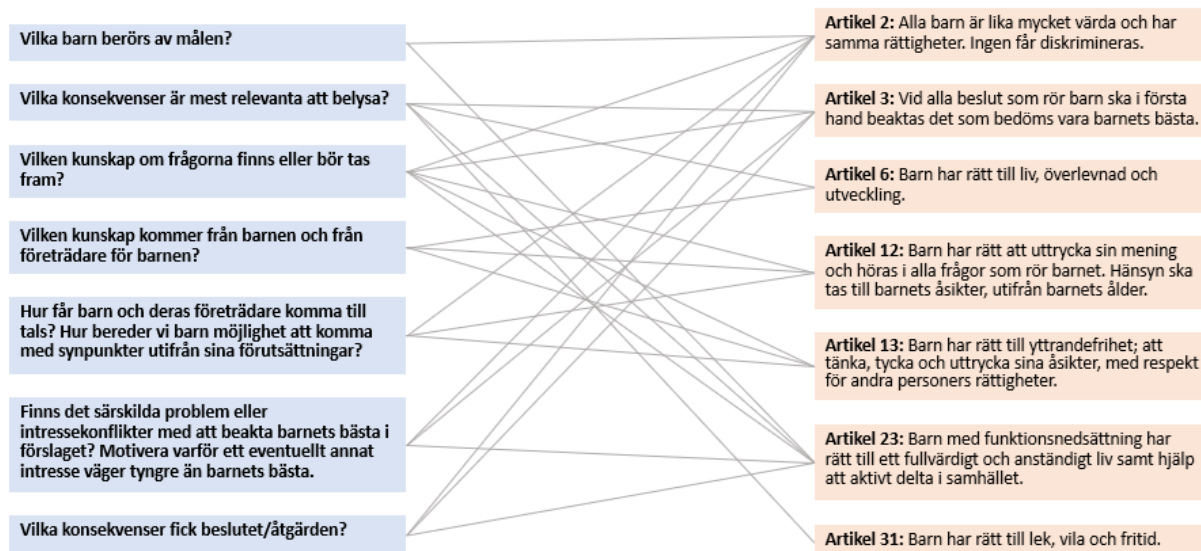 Vilka barn berörs av målen?
Vilka konsekvenser är mest relevanta att belysa?
Vilken kunskap om frågorna finns eller bör tas
fram?
Vilken kunskap kommer från barnen och från
företrädare för barnen?
Hur får barn och deras företrädare komma till
tals? Hur bereder vi barn möjlighet att komma
med synpunkter utifrån sina förutsättningar?
Finns det särskilda problem eller
intressekonflikter med att beakta barnets bästa i
förslaget? Motivera varför ett eventuellt annat
intresse väger tyngre än barnets bästa.
Vilka konsekvenser fick beslutet/åtgärden?
Artikel 2: Alla barn är lika mycket värda och har
samma rättigheter. Ingen får diskrimineras.
Artikel 3: Vid alla beslut som rör barn ska i första
hand beaktas det som bedöms vara barnets bästa.
Artikel 6: Barn har rätt till liv, överlevnad och
utveckling.
Artikel 12: Barn har rätt att uttrycka sin mening
och höras i alla frågor som rör barnet. Hänsyn ska
tas till barnets åsikter, utifrån barnets ålder.
Artikel 13: Barn har rätt till yttrandefrihet; att
tänka, tycka och uttrycka sina åsikter, med respekt
för andra personers rättigheter.
Artikel 23: Barn med funktionsnedsättning har
rätt till ett fullvärdigt och anständigt liv samt hjälp
att aktivt delta i samhället.
Artikel 31: Barn har rätt till lek, vila och fritid.